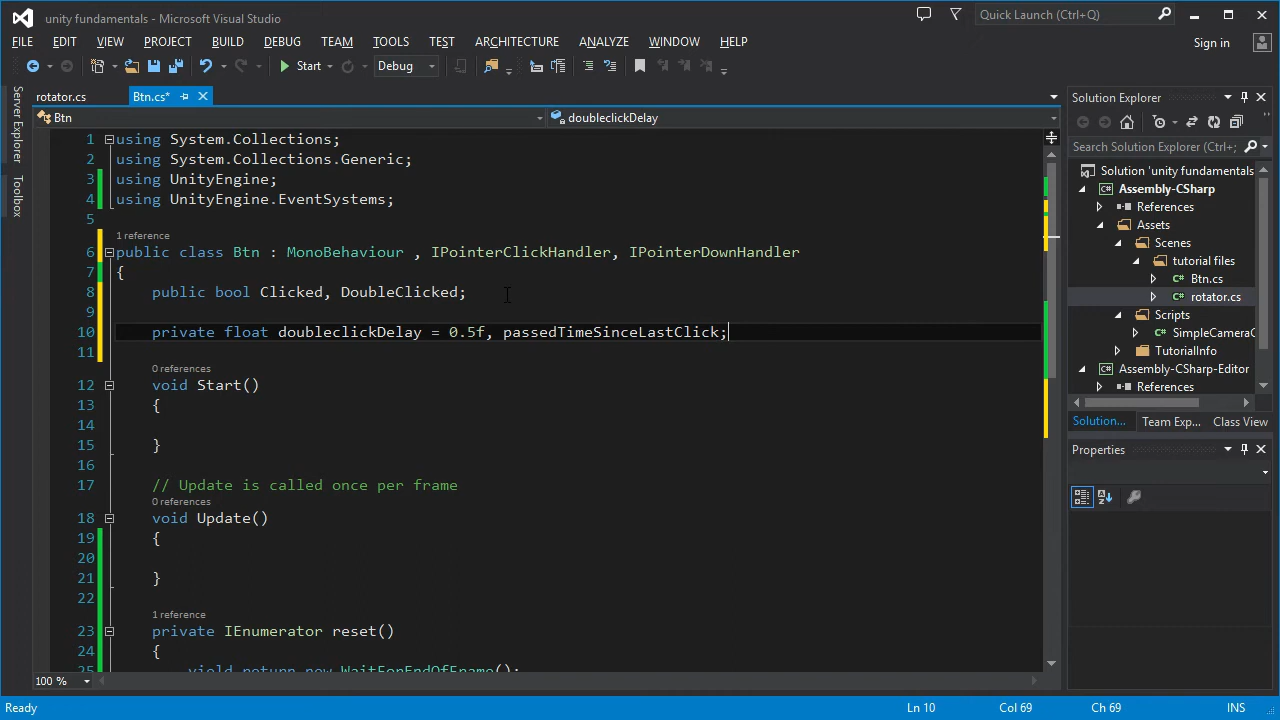 unity fundamentals - Microsoft Visual Studio
Quick Launch (Ctrl+Q)
FILE EDIT VIEW PROJECT BUILD DEBUG TEAM TOOLS TEST ARCHITECTURE ANALYZE WINDOW HELP
Sign in
Start
Debug
rotator.cs
Btn.cs*
Btn
doubleclickDelay
Server Explorer
Toolbox
1 using System.Collections;
2 using System.Collections.Generic;
3 using UnityEngine;
4 using UnityEngine.EventSystems;
5
1 reference
6 public class Btn : MonoBehaviour , IPointerClickHandler, IPointerDownHandler
7 {
8 public bool Clicked, DoubleClicked;
9
10 private float doubleclickDelay = 0.5f, passedTimeSinceLastClick;
11
0 references
12 void Start()
13 {
14
15 }
16
17 // Update is called once per frame
0 references
18 void Update()
19 {
20
21 }
22
1 reference
23 private IEnumerator reset()
24 {
25 yield return new WaitForEndOfFrame();
100 %
Solution Explorer
Search Solution Explorer (Ctrl+;
Solution 'unity fundamentals
Assembly-CSharp
References
Assets
Scenes
tutorial files
Btn.cs
rotator.cs
Scripts
SimpleCameraC
TutorialInfo
Assembly-CSharp-Editor
References
Solution... Team Exp... Class View
Properties
Ready
Ln 10
Col 69
Ch 69
INS